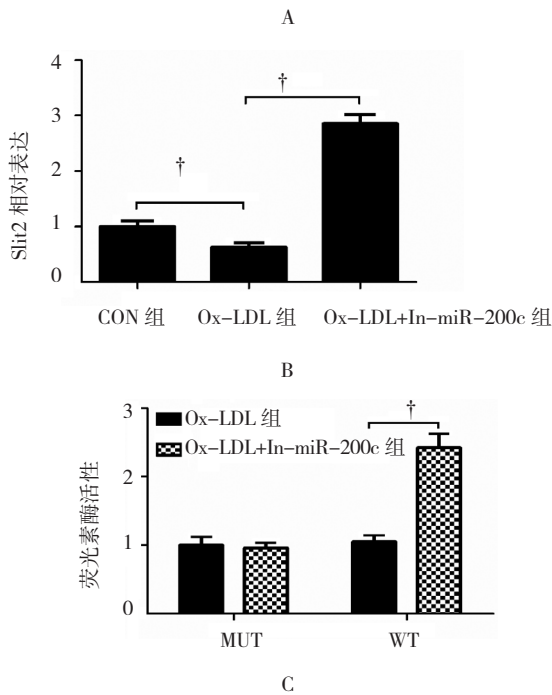 A
4
3
2
1
0
Slit2 相对表达
†
†
CON 组
Ox-LDL 组
Ox-LDL+In-miR-200c 组
B
3
2
1
0
荧光素酶活性
Ox-LDL 组
Ox-LDL+In-miR-200c 组
†
MUT
WT
C